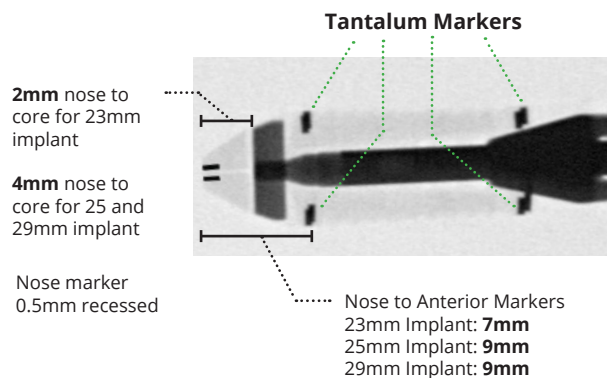 Tantalum Markers
2mm nose to
core for 23mm
implant
4mm nose to
core for 25 and
29mm implant
Nose marker
0.5mm recessed
Nose to Anterior Markers
23mm Implant: 7mm
25mm Implant: 9mm
29mm Implant: 9mm